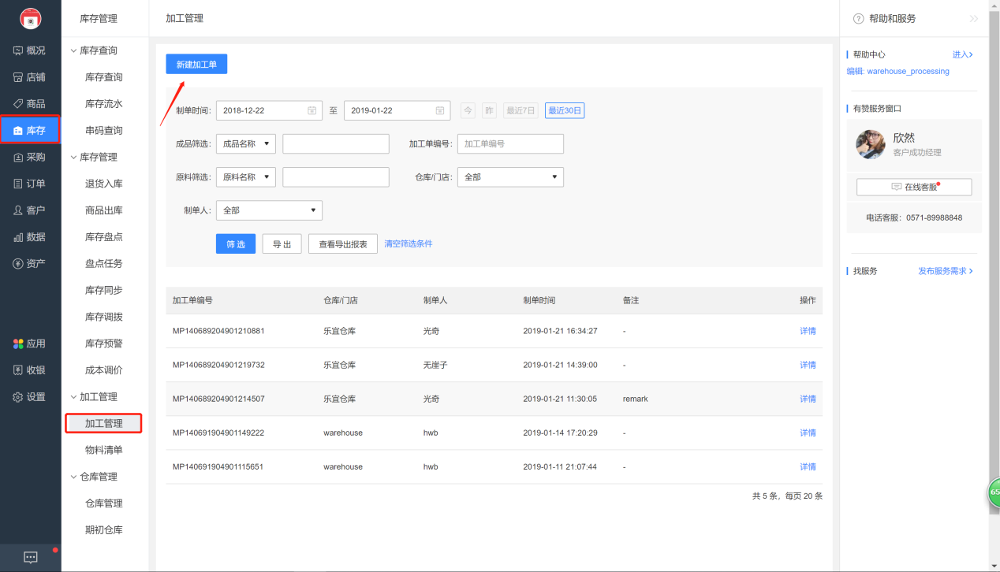 概况
店铺
商品
库存
采购
订单
客户
数据
资产
应用
收银
设置
库存管理
库存查询
库存查询
库存流水
串码查询
库存管理
退货入库
商品出库
库存盘点
盘点任务
库存同步
库存调拨
库存预警
成本调价
加工管理
加工管理
物料清单
仓库管理
仓库管理
期初仓库
加工管理
新建加工单
制单时间: 2018-12-22 至 2019-01-22 今 昨 最近7日 最近30日
成品筛选: 成品名称 加工单编号: 加工单编号
原料筛选: 原料名称 仓库/门店: 全部
制单人: 全部
筛 选 导 出 查看导出报表 清空筛选条件
加工单编号 仓库/门店 制单人 制单时间 备注 操作
MP140689204901210881 乐宜仓库 光奇 2019-01-21 16:34:27 - 详情
MP140689204901219732 乐宜仓库 无崖子 2019-01-21 14:39:00 - 详情
MP140689204901214507 乐宜仓库 光奇 2019-01-21 11:30:05 remark 详情
MP140691904901149222 warehouse hwb 2019-01-14 17:20:29 - 详情
MP140691904901115651 warehouse hwb 2019-01-11 21:07:44 - 详情
共 5 条，每页 20 条
帮助和服务
帮助中心 进入
编辑: warehouse_processing
有赞服务窗口
欣然
客户成功经理
在线客服
电话客服：0571-89988848
找服务 发布服务需求
65